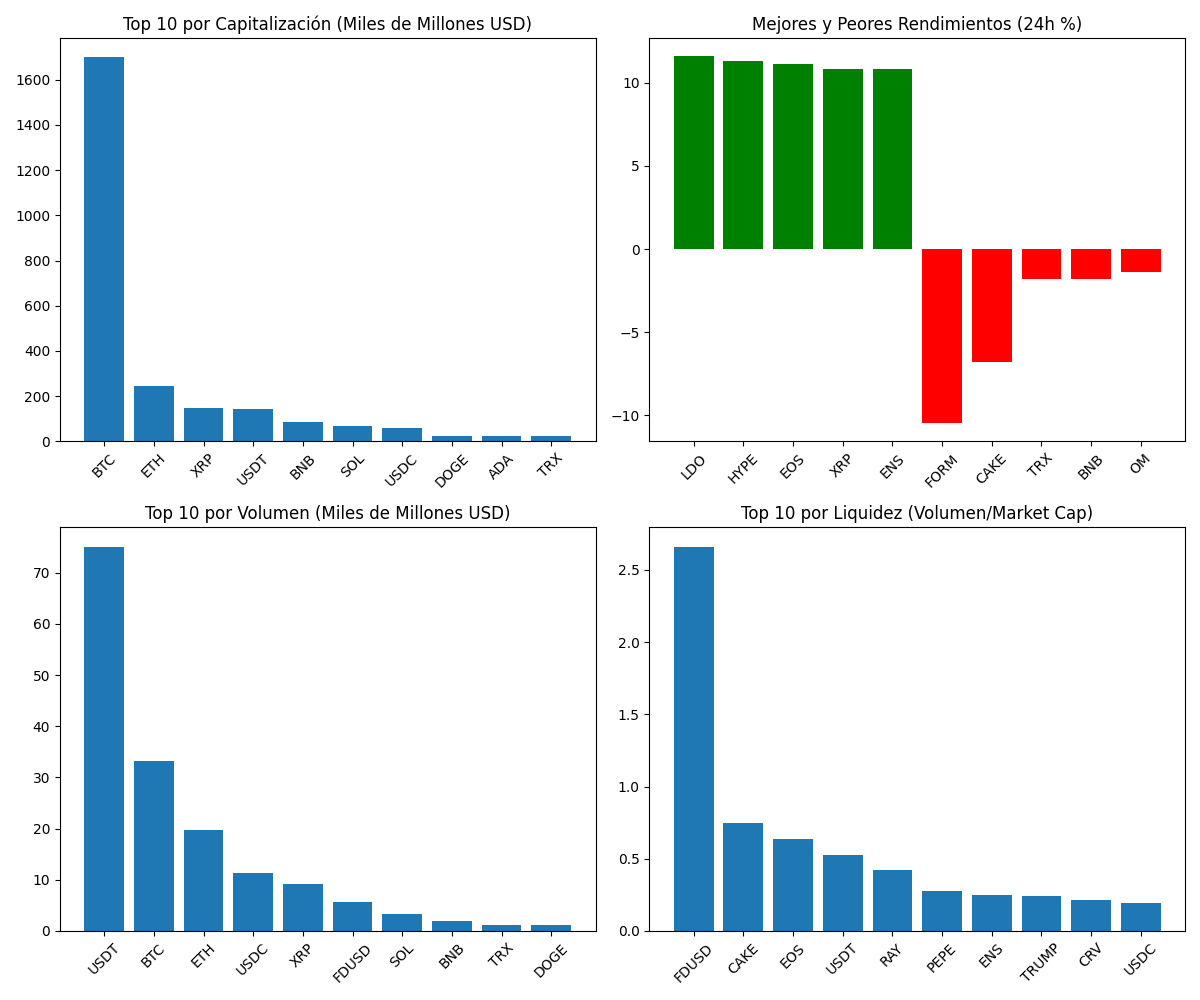 Top 10 por Capitalización (Miles de Millones USD)
1600
1400
1200
1000
800
600
400
200
0
BTC
ETH
XRP
USDT
BNB
SOL
USDC
DOGE
ADA
TRX
Mejores y Peores Rendimientos (24h %)
10
5
0
−5
−10
LDO
HYPE
EOS
XRP
ENS
FORM
CAKE
TRX
BNB
OM
Top 10 por Volumen (Miles de Millones USD)
70
60
50
40
30
20
10
0
USDT
BTC
ETH
USDC
XRP
FDUSD
SOL
BNB
TRX
DOGE
Top 10 por Liquidez (Volumen/Market Cap)
2.5
2.0
1.5
1.0
0.5
0.0
FDUSD
CAKE
EOS
USDT
RAY
PEPE
ENS
TRUMP
CRV
USDC